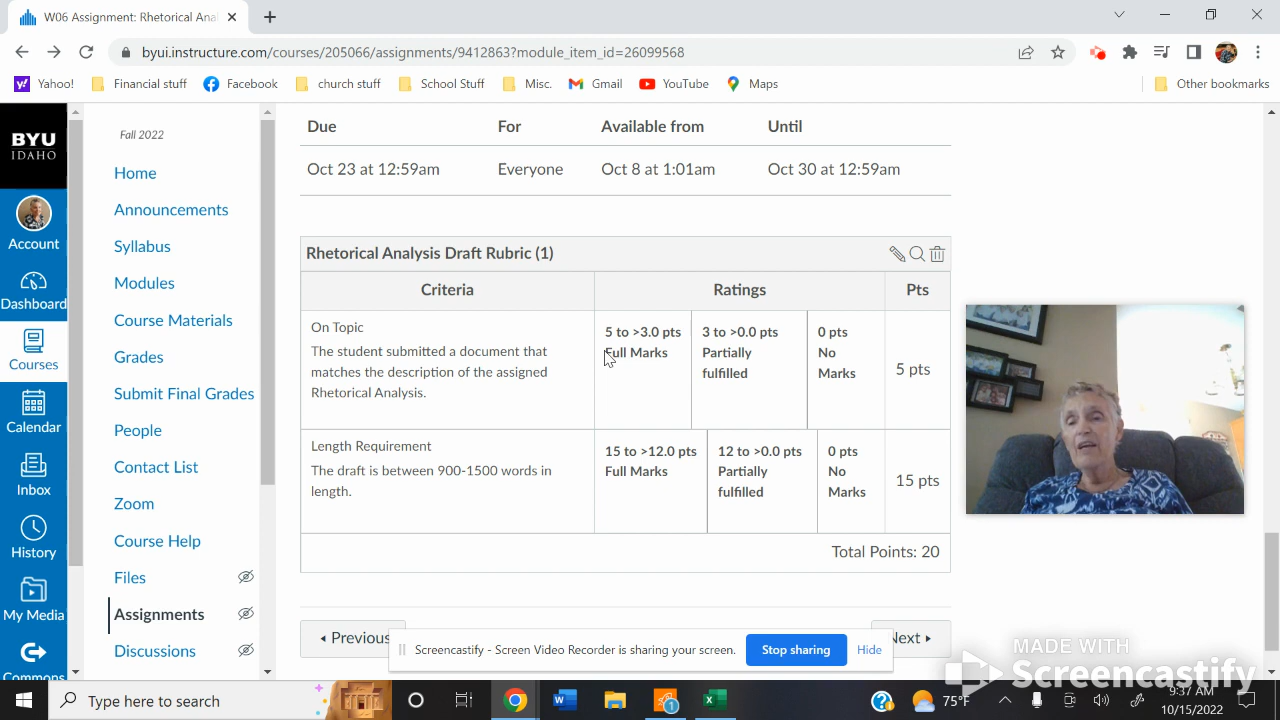 W06 Assignment: Rhetorical Anal
byui.instructure.com/courses/205066/assignments/9412863?module_item_id=26099568
Yahoo!
Financial stuff
Facebook
church stuff
School Stuff
Misc.
Gmail
YouTube
Maps
Other bookmarks
BYU
IDAHO
Account
Dashboard
Courses
Calendar
Inbox
History
My Media
Commons
Fall 2022
Home
Announcements
Syllabus
Modules
Course Materials
Grades
Submit Final Grades
People
Contact List
Zoom
Course Help
Files
Assignments
Discussions
Due For Available from Until
Oct 23 at 12:59am Everyone Oct 8 at 1:01am Oct 30 at 12:59am
Rhetorical Analysis Draft Rubric (1)
Criteria Ratings Pts
On Topic
The student submitted a document that
matches the description of the assigned
Rhetorical Analysis.
5 to >3.0 pts
Full Marks
3 to >0.0 pts
Partially
fulfilled
0 pts
No
Marks
5 pts
Length Requirement
The draft is between 900-1500 words in
length.
15 to >12.0 pts
Full Marks
12 to >0.0 pts
Partially
fulfilled
0 pts
No
Marks
15 pts
Total Points: 20
Previous
Next
Screencastify - Screen Video Recorder is sharing your screen.
Stop sharing
Hide
MADE WITH
Screencastify
Type here to search
1
75°F
9:37 AM
10/15/2022